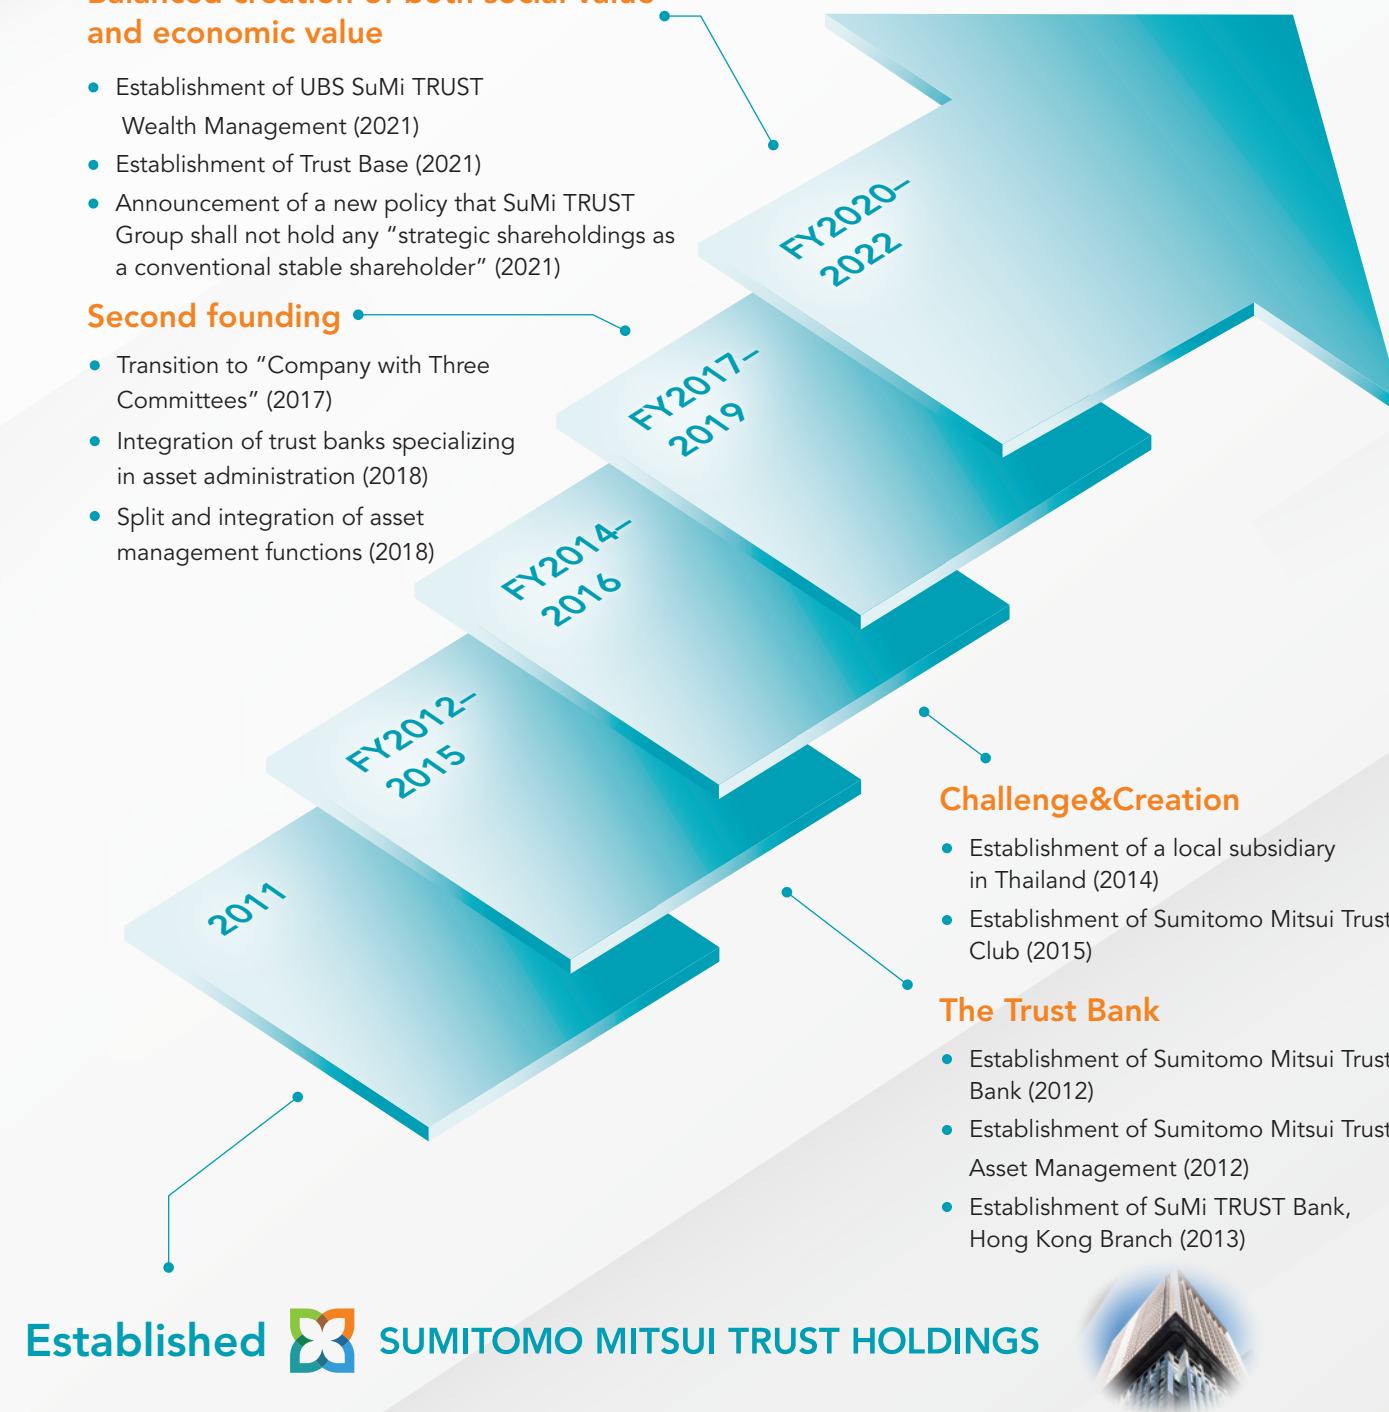 Balanced creation of both social value
and economic value
Establishment of UBS SuMi TRUST
Wealth Management (2021)
Establishment of Trust Base (2021)
Announcement of a new policy that SuMi TRUST
Group shall not hold any “strategic shareholdings as
a conventional stable shareholder” (2021)
Second founding
Transition to “Company with Three
Committees” (2017)
Integration of trust banks specializing
in asset administration (2018)
Split and integration of asset
management functions (2018)
FY2020–
2022
FY2017–
2019
FY2014–
2016
FY2012–
2015
2011
Challenge&Creation
Establishment of a local subsidiary
in Thailand (2014)
Establishment of Sumitomo Mitsui Trust
Club (2015)
The Trust Bank
Establishment of Sumitomo Mitsui Trust
Bank (2012)
Establishment of Sumitomo Mitsui Trust
Asset Management (2012)
Establishment of SuMi TRUST Bank,
Hong Kong Branch (2013)
Established SUMITOMO MITSUI TRUST HOLDINGS